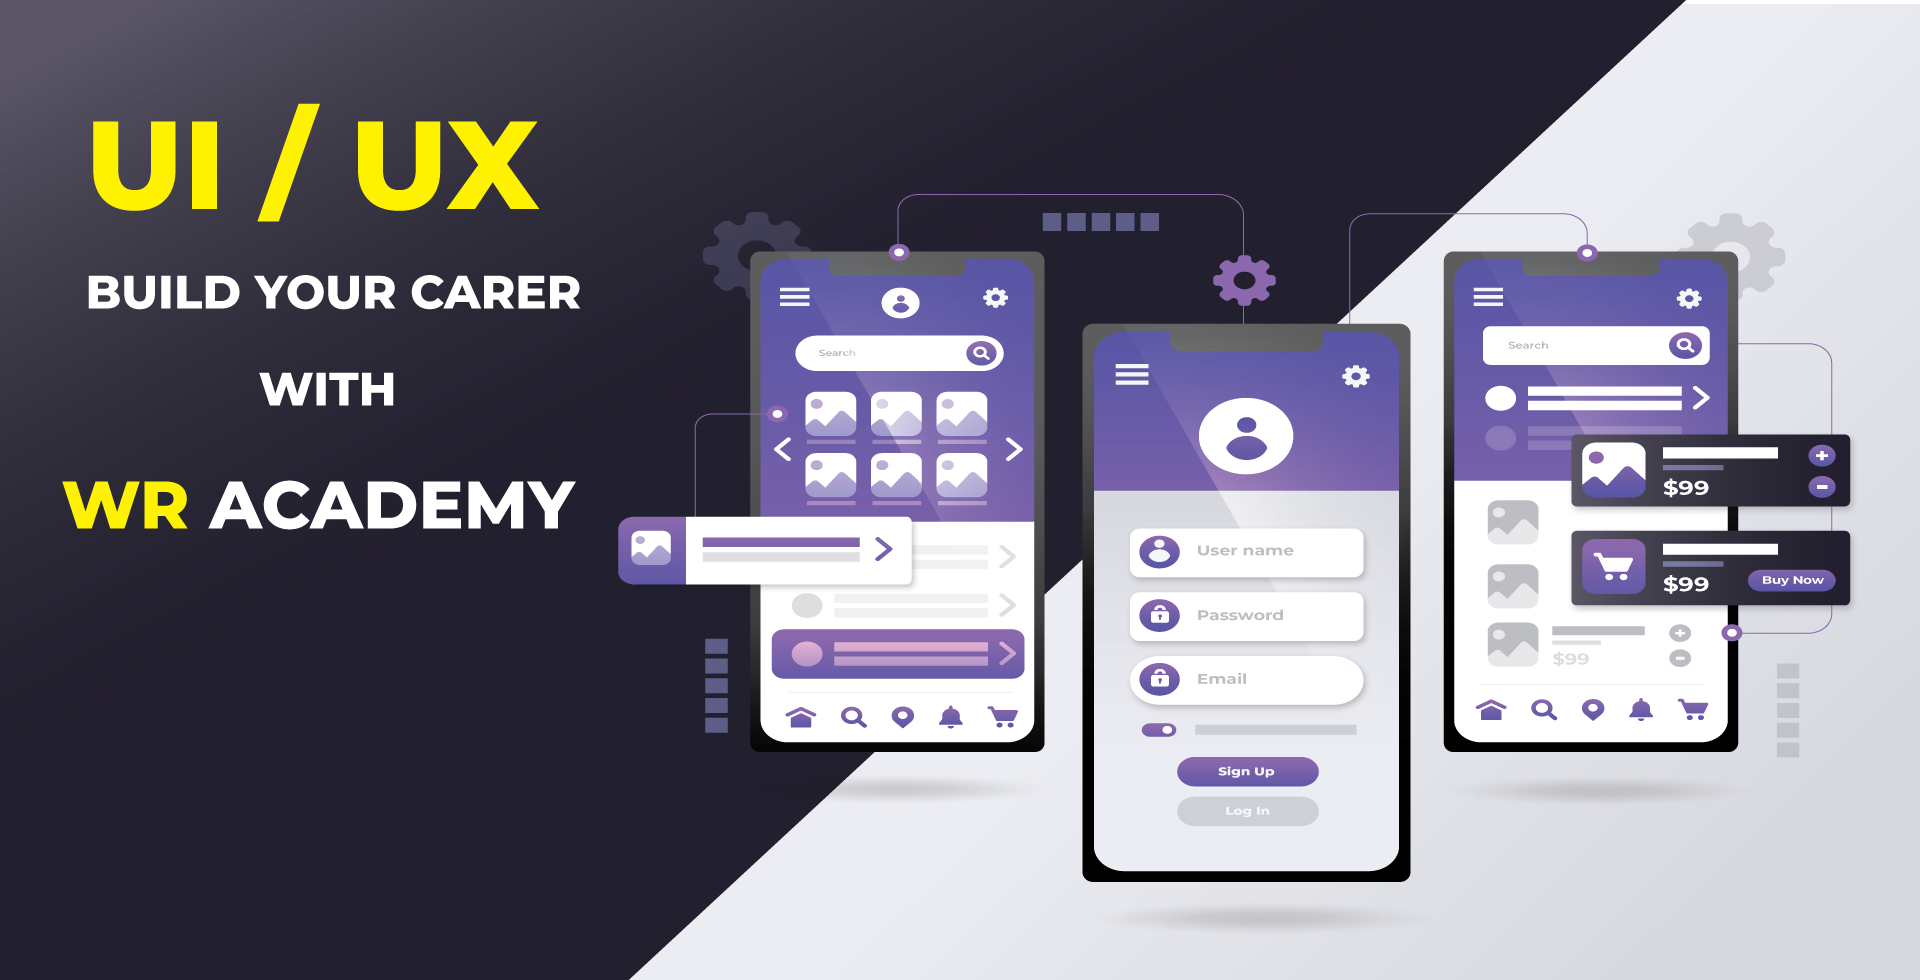 UI / UX
BUILD YOUR CARER
WITH
WR ACADEMY
Search
User name
Password
Email
Sign Up
Log In
Search
$99
$99
Buy Now
$99